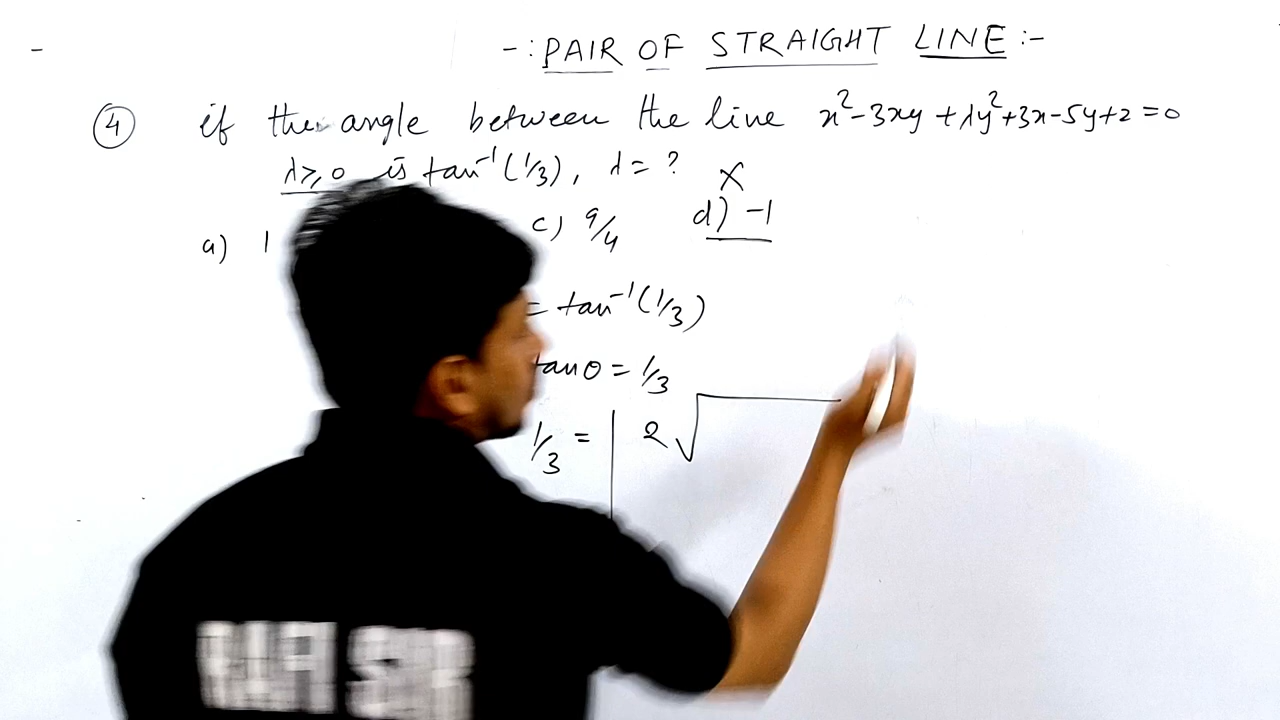 -: PAIR OF STRAIGHT LINE :-
④ if the angle between the line x²-3xy+λy²+3x-5y+2=0
λ⩾0 is tan⁻¹(1/3), λ=?
a) 1 c) 9/4 d) -1
= tan⁻¹(1/3)
tanθ = 1/3
1/3 = | 2√